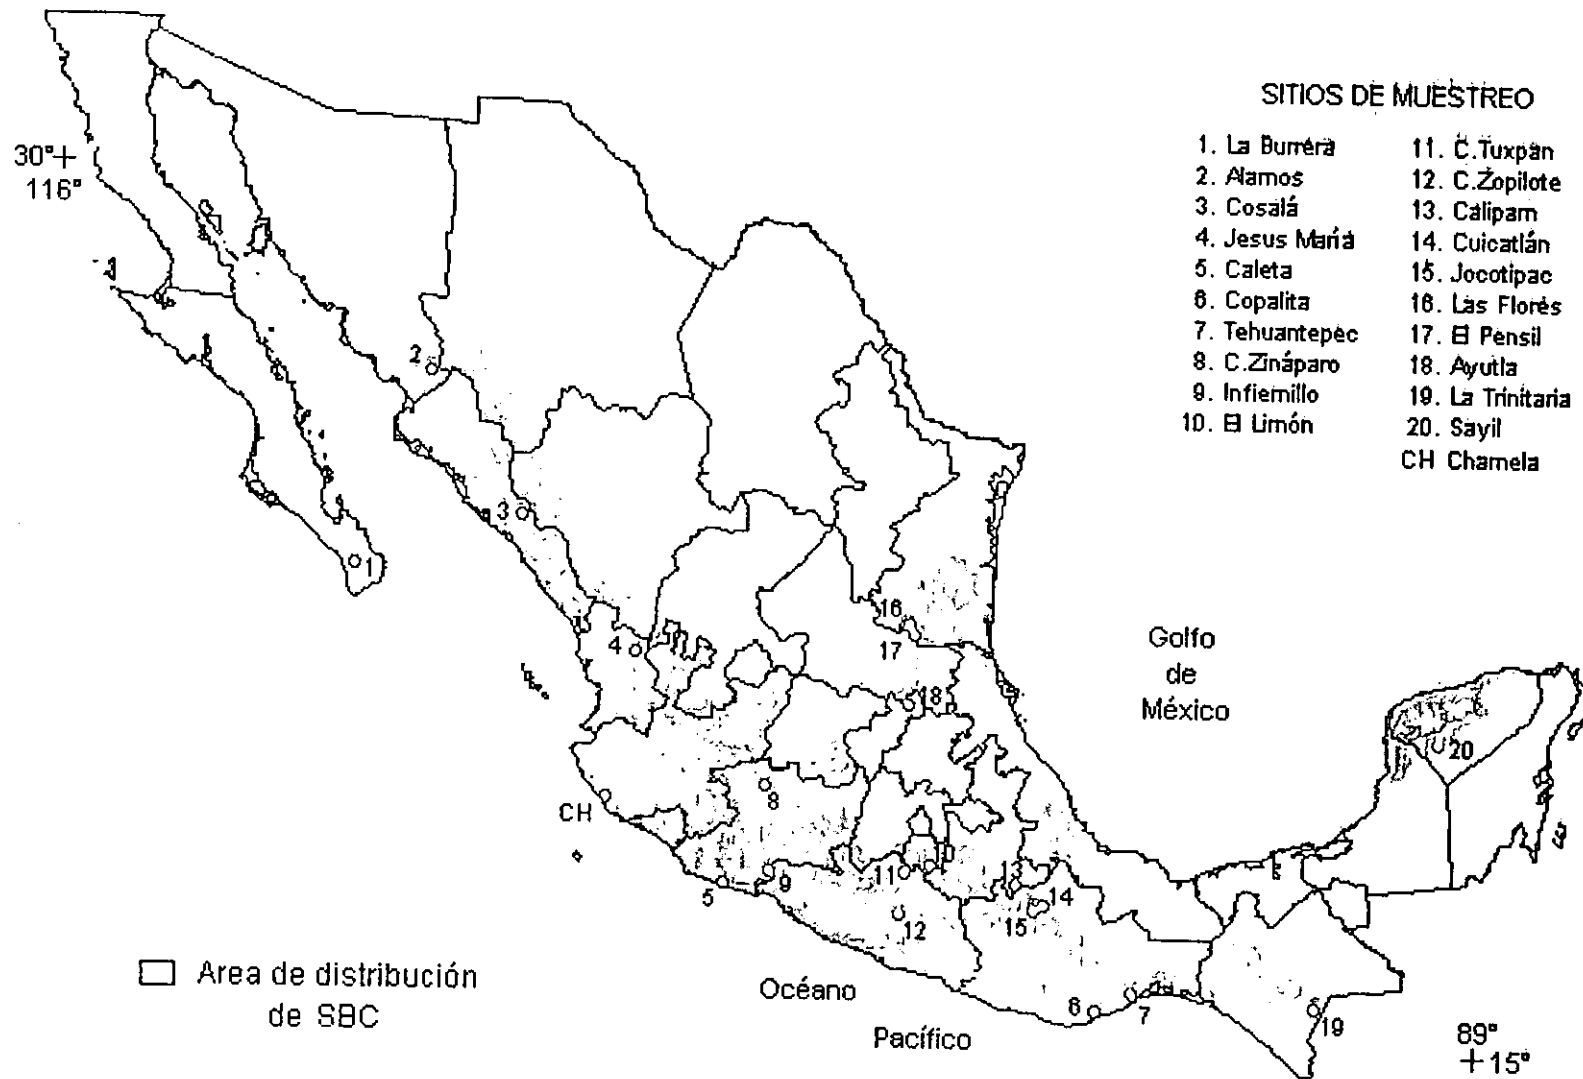 SITIOS DE MUESTREO
1. La Burrera
2. Alamos
3. Cosalá
4. Jesus María
5. Caleta
6. Copalita
7. Tehuantepec
8. C.Zináparo
9. Infiernillo
10. El Limón
11. C.Tuxpan
12. C.Zopilote
13. Calipam
14. Cuicatlán
15. Jocotipac
16. Las Flores
17. El Pensil
18. Ayutla
19. La Trinitaria
20. Sayil
CH Chamela
30°+
116°
2
3
1
16
4
17
18
Golfo
de
México
20
8
CH
10
5
9
11
13
14
15
12
Area de distribución
de SBC
Océano
Pacífico
6
7
19
89°
+15°